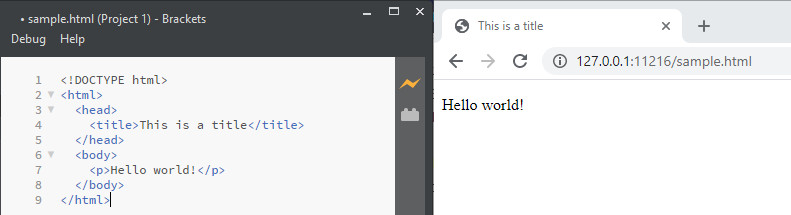 • sample.html (Project 1) - Brackets
Debug Help
1 <!DOCTYPE html>
2 <html>
3 <head>
4 <title>This is a title</title>
5 </head>
6 <body>
7 <p>Hello world!</p>
8 </body>
9 </html>
This is a title
127.0.0.1:11216/sample.html
Hello world!